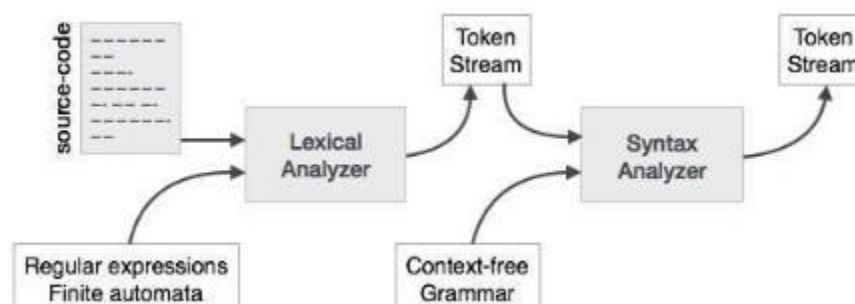 source-code
Lexical
Analyzer
Token
Stream
Syntax
Analyzer
Token
Stream
Regular expressions
Finite automata
Context-free
Grammar